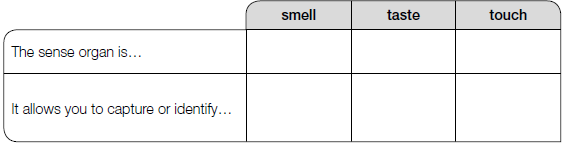 smell taste touch
The sense organ is…
It allows you to capture or identify…